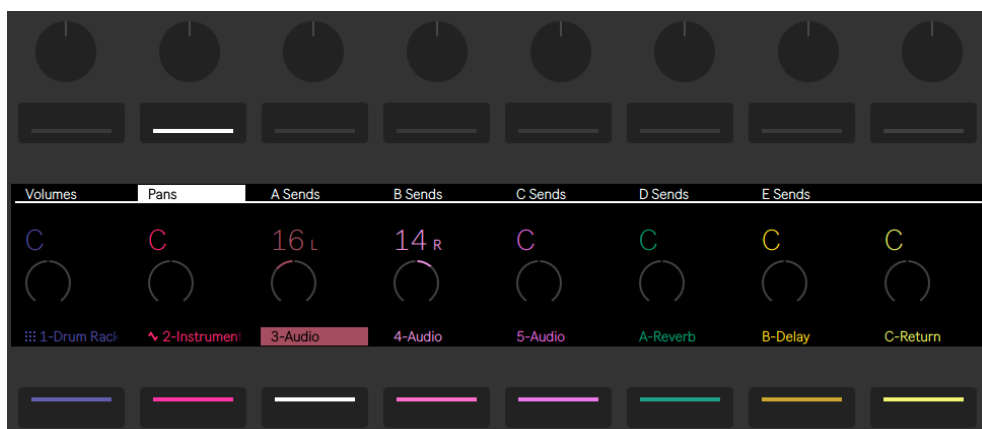 Volumes Pans A Sends B Sends C Sends D Sends E Sends
C C 16 L 14 R C C C C
1-Drum Rack 2-Instrument 3-Audio 4-Audio 5-Audio A-Reverb B-Delay C-Return